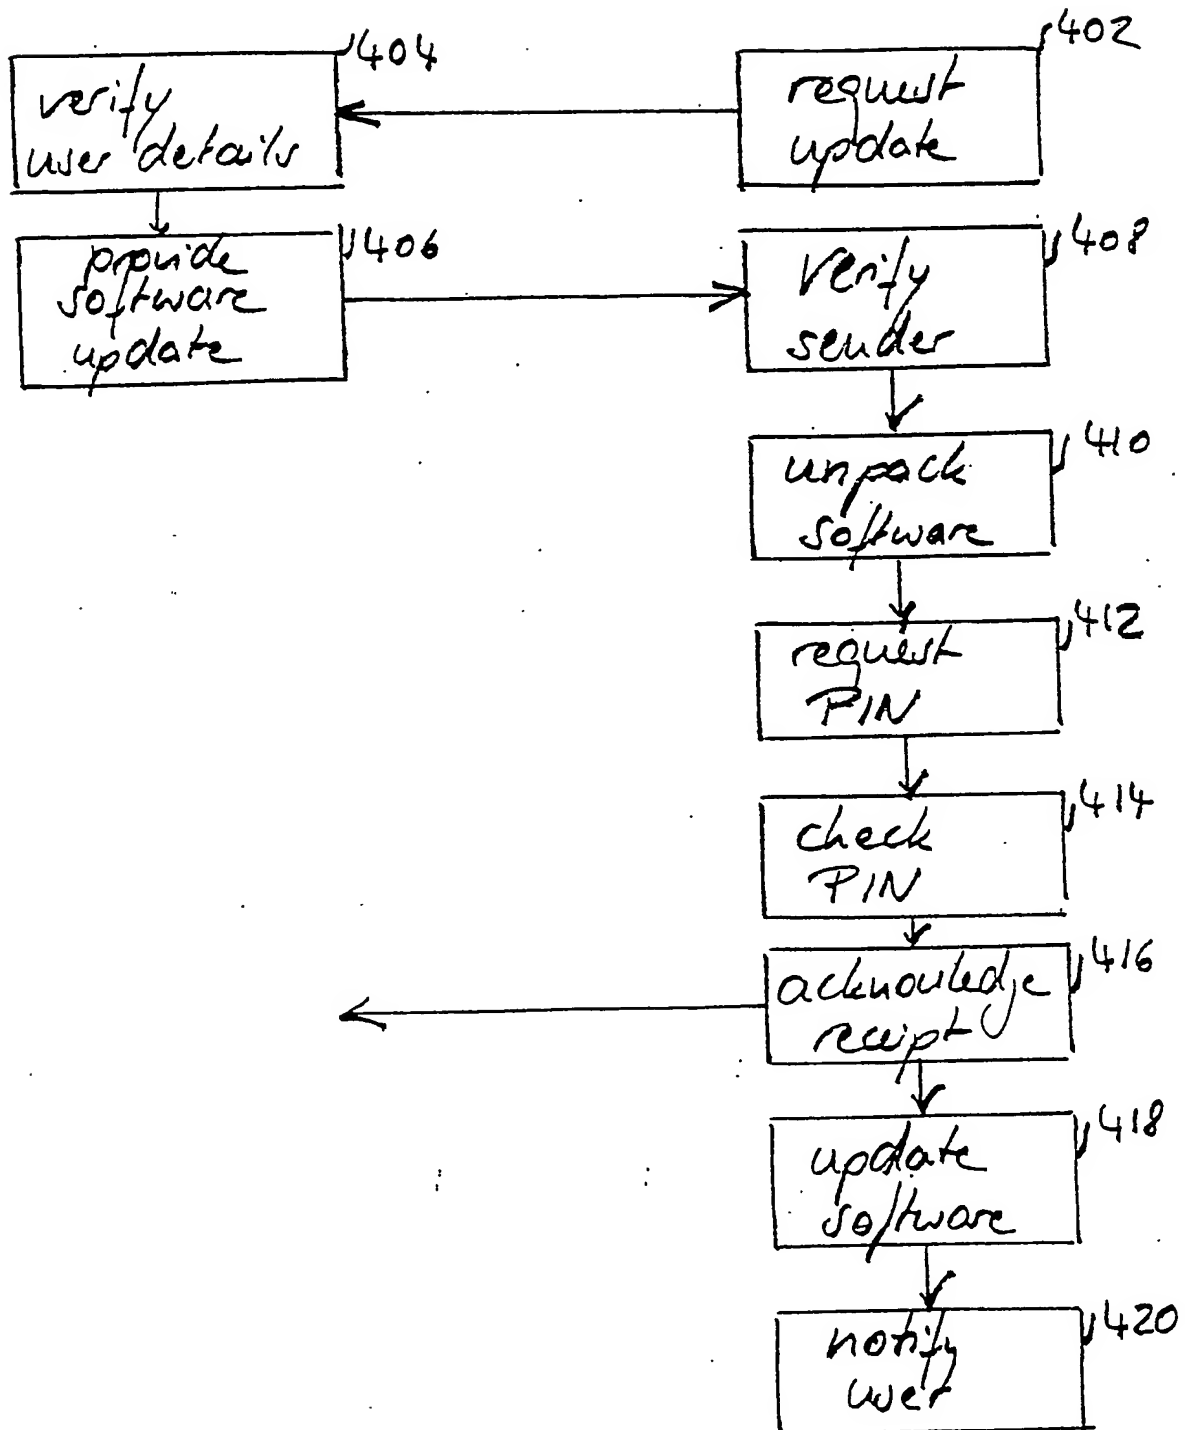 404
verify
user details
402
request
update
406
provide
software
update
408
Verify
sender
410
unpack
software
412
request
PIN
414
check
PIN
416
acknowledge
receipt
418
update
software
420
notify
user